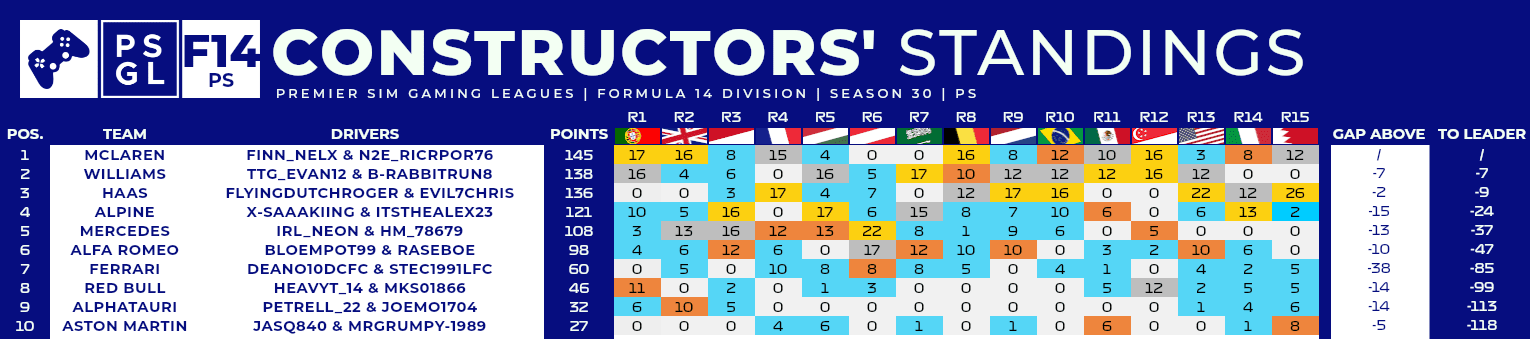 PS GL F14 PS CONSTRUCTORS' STANDINGS
PREMIER SIM GAMING LEAGUES | FORMULA 14 DIVISION | SEASON 30 | PS
R1 R2 R3 R4 R5 R6 R7 R8 R9 R10 R11 R12 R13 R14 R15
POS. TEAM DRIVERS POINTS GAP ABOVE TO LEADER
1 MCLAREN FINN_NELX & N2E_RICRPOR76 145 17 16 8 15 4 0 0 16 8 12 10 16 3 8 12 / /
2 WILLIAMS TTG_EVAN12 & B-RABBITRUN8 138 16 4 6 0 16 5 17 10 12 12 12 16 12 0 0 -7 -7
3 HAAS FLYINGDUTCHROGER & EVIL7CHRIS 136 0 0 3 17 4 7 0 12 17 16 0 0 22 12 26 -2 -9
4 ALPINE X-SAAAKIING & ITSTHEALEX23 121 10 5 16 0 17 6 15 8 7 10 6 0 6 13 2 -15 -24
5 MERCEDES IRL_NEON & HM_78679 108 3 13 16 12 13 22 8 1 9 6 0 5 0 0 0 -13 -37
6 ALFA ROMEO BLOEMPOT99 & RASEBOE 98 4 6 12 6 0 17 12 10 10 0 3 2 10 6 0 -10 -47
7 FERRARI DEANO10DCFC & STEC1991LFC 60 0 5 0 10 8 8 8 5 0 4 1 0 4 2 5 -38 -85
8 RED BULL HEAVYT_14 & MKS01866 46 11 0 2 0 1 3 0 0 0 0 5 12 2 5 5 -14 -99
9 ALPHATAURI PETRELL_22 & JOEMO1704 32 6 10 5 0 0 0 0 0 0 0 0 0 1 4 6 -14 -113
10 ASTON MARTIN JASQ840 & MRGRUMPY-1989 27 0 0 0 4 6 0 1 0 1 0 6 0 0 1 8 -5 -118